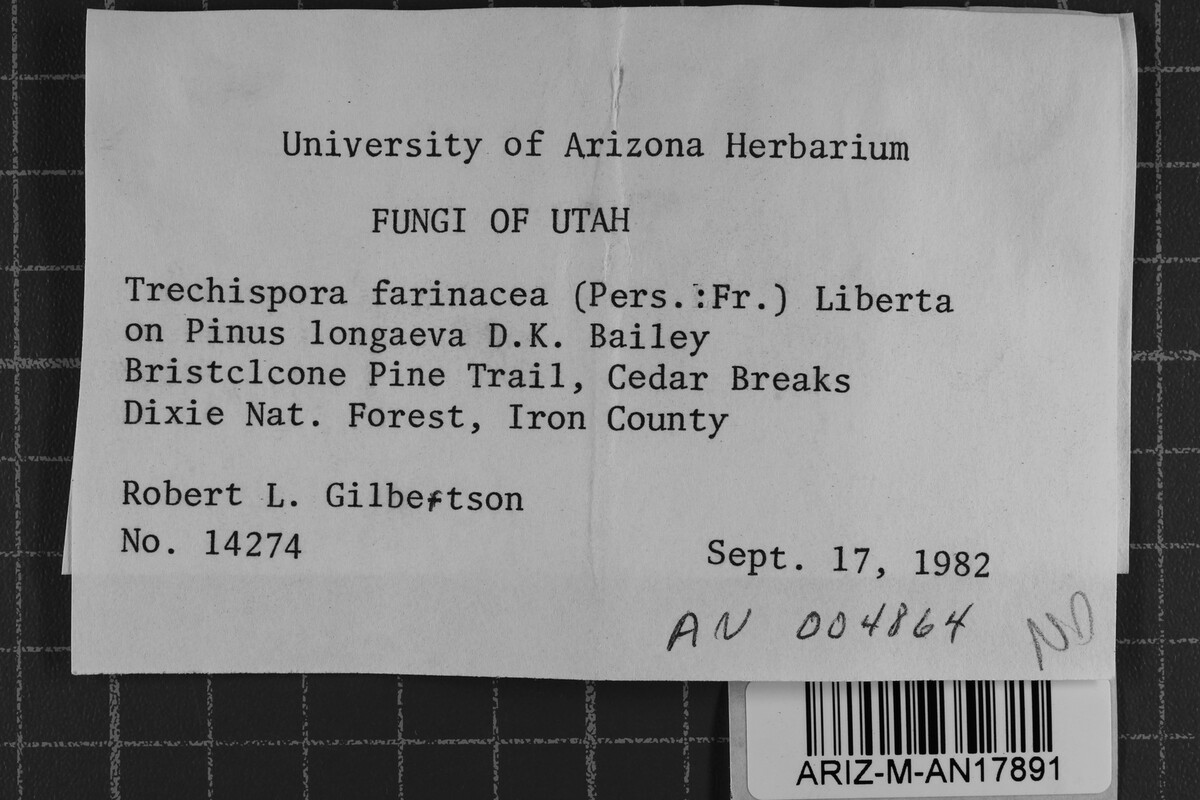 University of Arizona Herbarium
FUNGI OF UTAH
Trechispora farinacea (Pers.:Fr.) Liberta
on Pinus longaeva D.K. Bailey
Bristclcone Pine Trail, Cedar Breaks
Dixie Nat. Forest, Iron County
Robert L. Gilbertson
No. 14274
Sept. 17, 1982
AN 004864
ND
ARIZ-M-AN17891